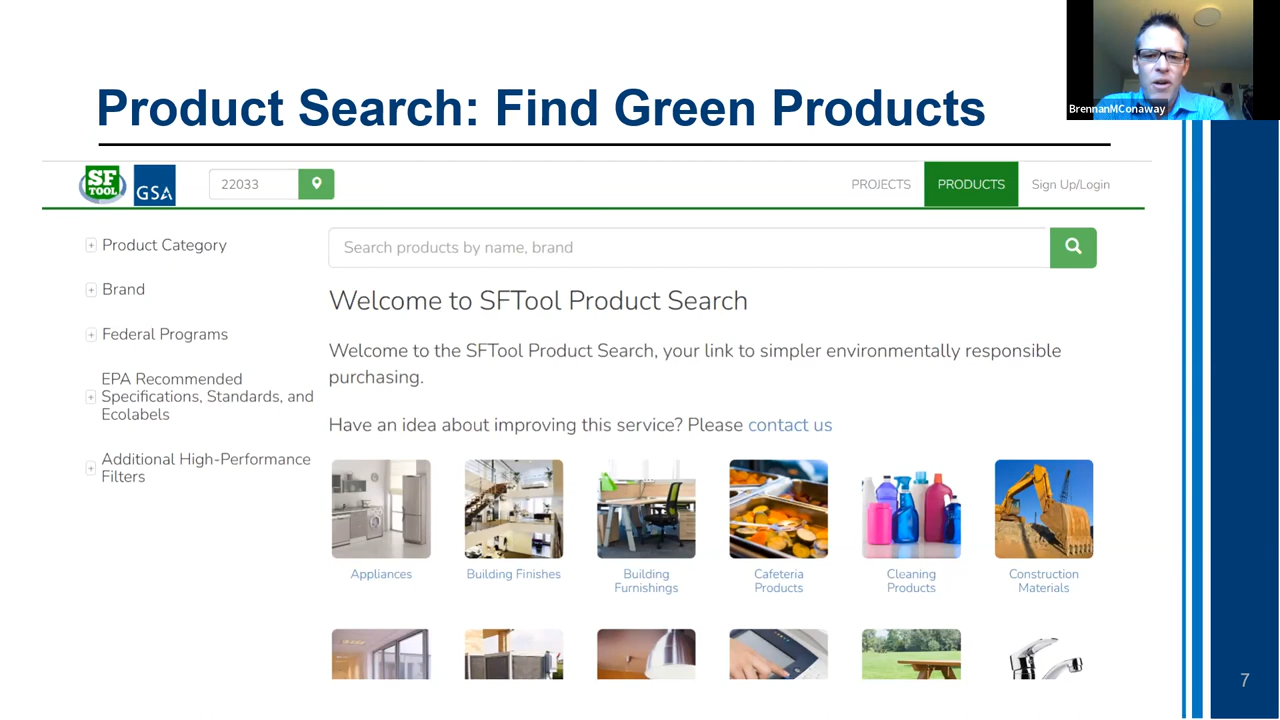 Product Search: Find Green Products
BrennanMConaway
SF
TOOL
GSA
22033
PROJECTS
PRODUCTS
Sign Up/Login
Product Category
Brand
Federal Programs
EPA Recommended
Specifications, Standards, and
Ecolabels
Additional High-Performance
Filters
Search products by name, brand
Welcome to SFTool Product Search
Welcome to the SFTool Product Search, your link to simpler environmentally responsible
purchasing.
Have an idea about improving this service? Please contact us
Appliances
Building Finishes
Building
Furnishings
Cafeteria
Products
Cleaning
Products
Construction
Materials
7